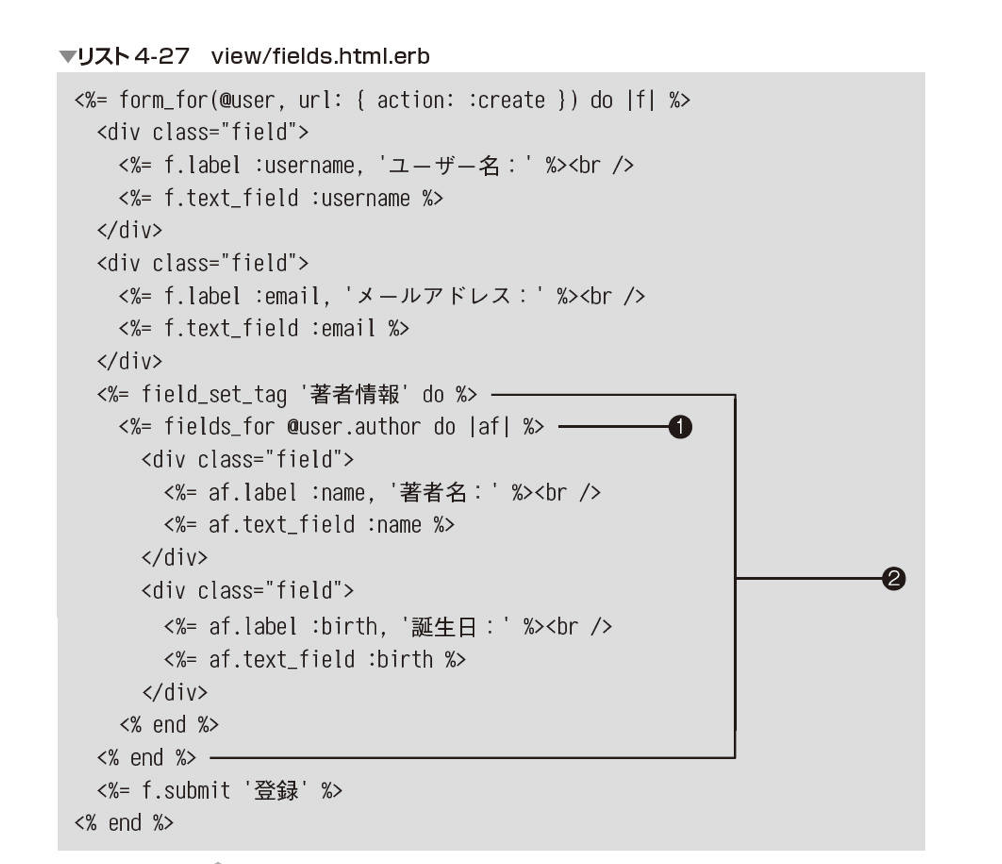 ▼リスト4-27　view/fields.html.erb
<%= form_for(@user, url: { action: :create }) do |f| %>
  <div class="field">
    <%= f.label :username, 'ユーザー名：' %><br />
    <%= f.text_field :username %>
  </div>
  <div class="field">
    <%= f.label :email, 'メールアドレス：' %><br />
    <%= f.text_field :email %>
  </div>
  <%= field_set_tag '著者情報' do %>
    <%= fields_for @user.author do |af| %> ❶
      <div class="field">
        <%= af.label :name, '著者名：' %><br />
        <%= af.text_field :name %>
      </div>
      <div class="field"> ❷
        <%= af.label :birth, '誕生日：' %><br />
        <%= af.text_field :birth %>
      </div>
    <% end %>
  <% end %>
  <%= f.submit '登録' %>
<% end %>